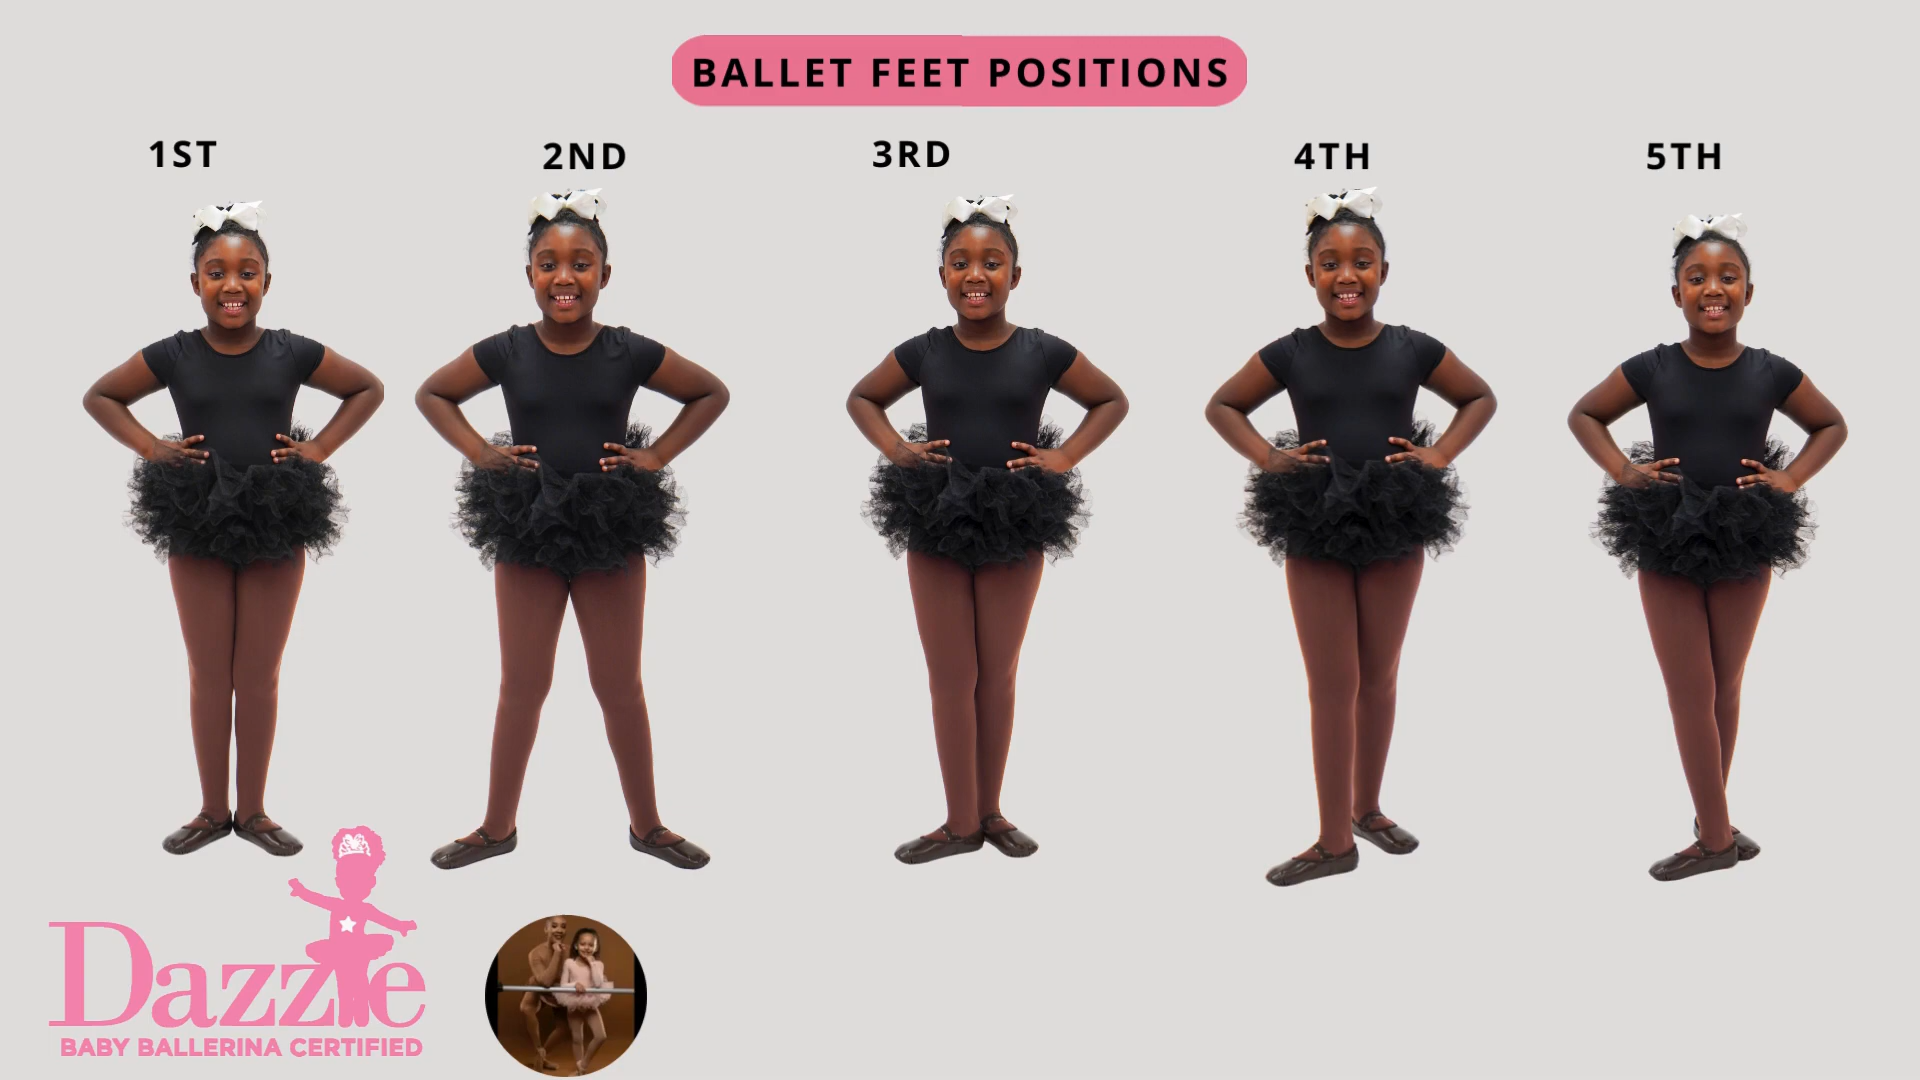 BALLET FEET POSITIONS
1ST
2ND
3RD
4TH
5TH
Dazzle
BABY BALLERINA CERTIFIED